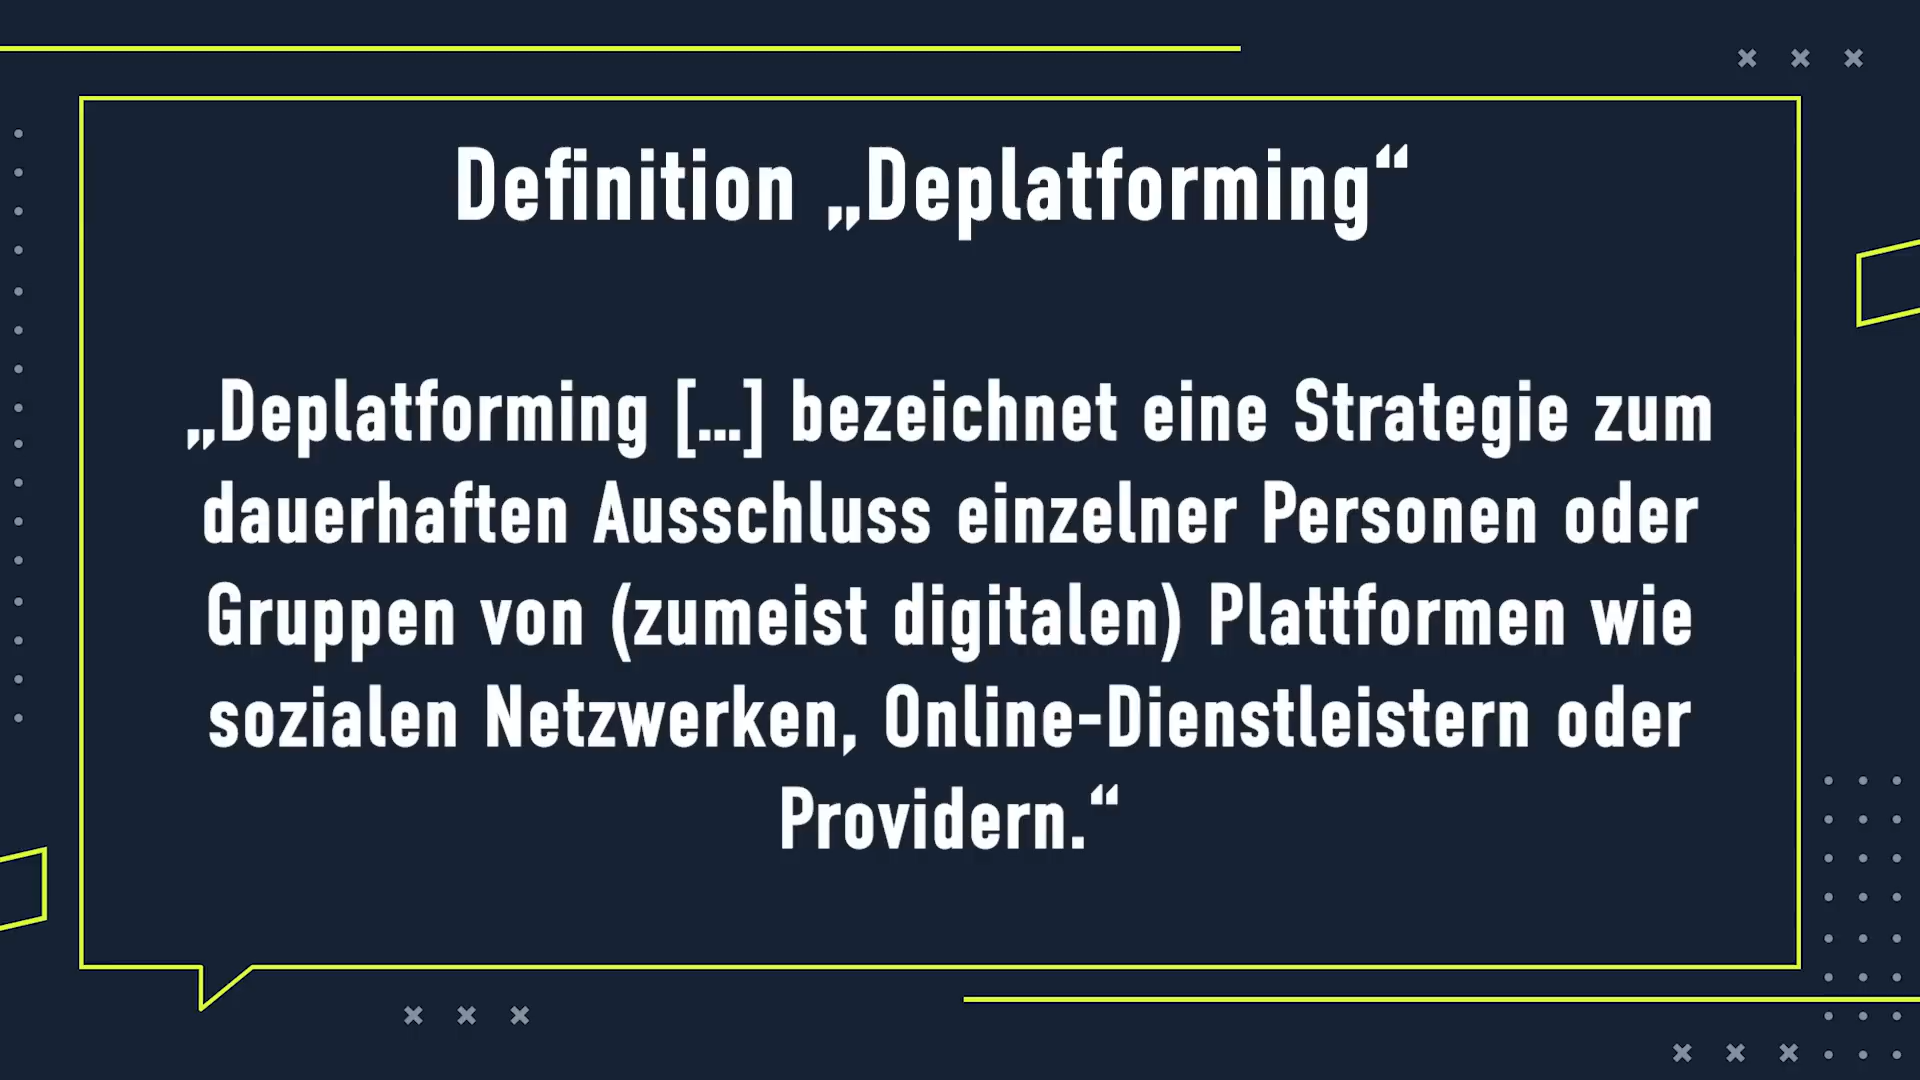 Definition „Deplatforming“
„Deplatforming [...] bezeichnet eine Strategie zum
dauerhaften Ausschluss einzelner Personen oder
Gruppen von (zumeist digitalen) Plattformen wie
sozialen Netzwerken, Online-Dienstleistern oder
Providern.“